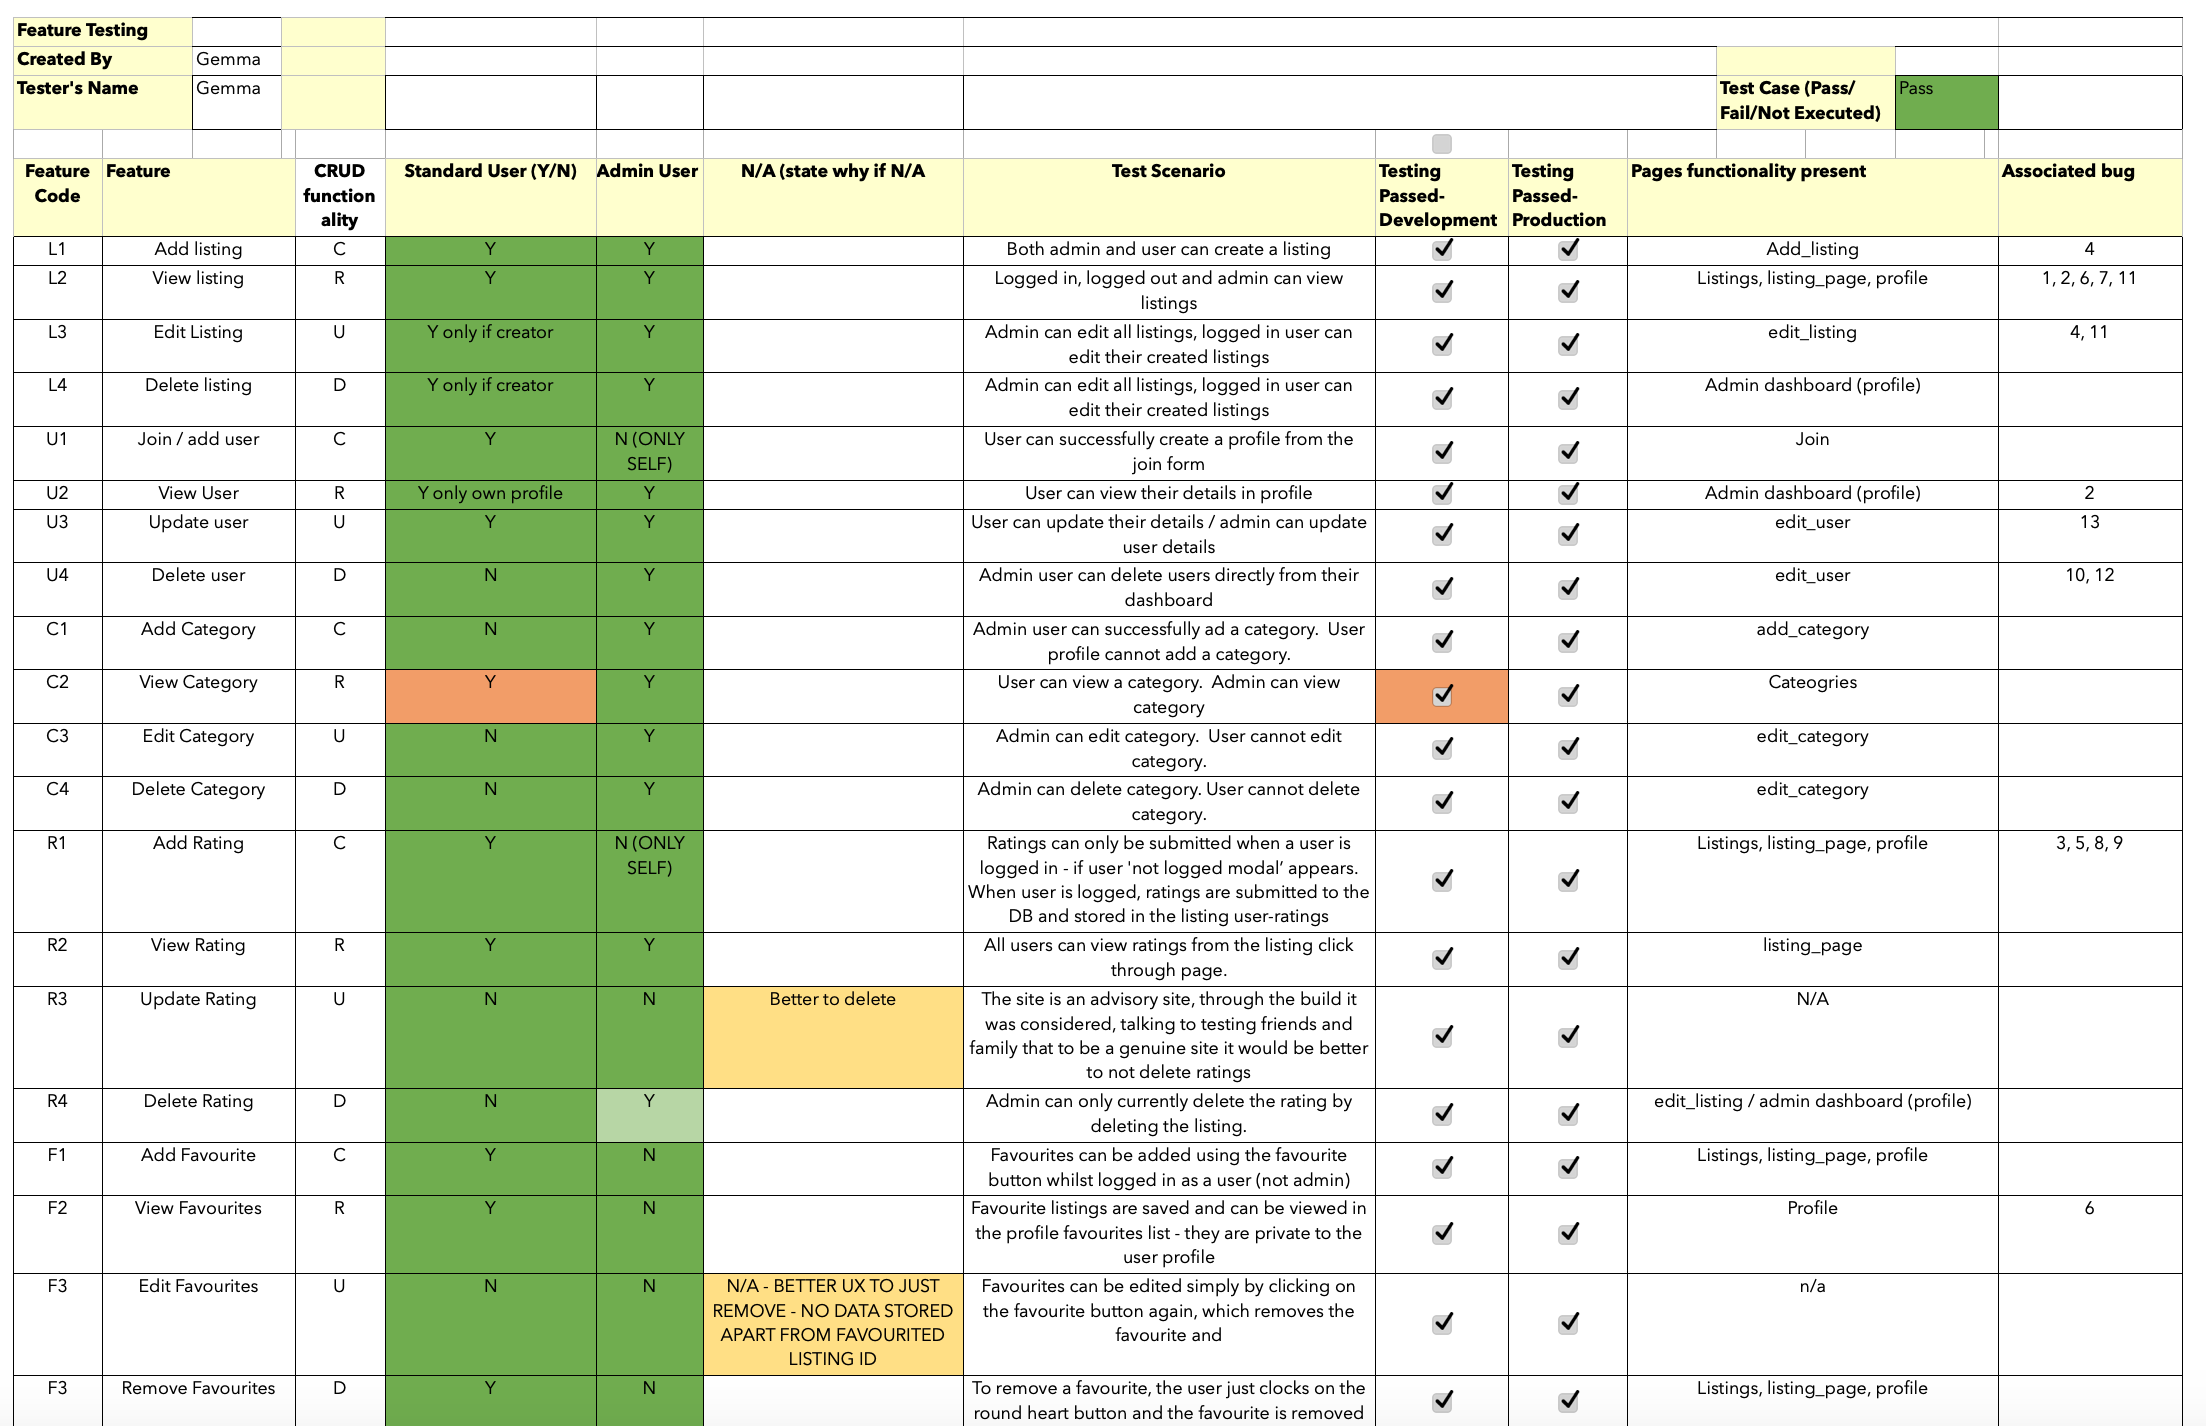 Feature Testing
Created By Gemma
Tester's Name Gemma
Test Case (Pass/
Fail/Not Executed)
Pass
Feature
Code
Feature
CRUD
function
ality
Standard User (Y/N)
Admin User
N/A (state why if N/A
Test Scenario
Testing
Passed-
Development
Testing
Passed-
Production
Pages functionality present
Associated bug
L1 Add listing C Y Y Both admin and user can create a listing Add_listing 4
L2 View listing R Y Y Logged in, logged out and admin can view
listings
Listings, listing_page, profile 1, 2, 6, 7, 11
L3 Edit Listing U Y only if creator Y Admin can edit all listings, logged in user can
edit their created listings
edit_listing 4, 11
L4 Delete listing D Y only if creator Y Admin can edit all listings, logged in user can
edit their created listings
Admin dashboard (profile)
U1 Join / add user C Y N (ONLY
SELF)
User can successfully create a profile from the
join form
Join
U2 View User R Y only own profile Y User can view their details in profile Admin dashboard (profile) 2
U3 Update user U Y Y User can update their details / admin can update
user details
edit_user 13
U4 Delete user D N Y Admin user can delete users directly from their
dashboard
edit_user 10, 12
C1 Add Category C N Y Admin user can successfully ad a category. User
profile cannot add a category.
add_category
C2 View Category R Y Y User can view a category. Admin can view
category
Cateogries
C3 Edit Category U N Y Admin can edit category. User cannot edit
category.
edit_category
C4 Delete Category D N Y Admin can delete category. User cannot delete
category.
edit_category
R1 Add Rating C Y N (ONLY
SELF)
Ratings can only be submitted when a user is
logged in - if user 'not logged modal’ appears.
When user is logged, ratings are submitted to the
DB and stored in the listing user-ratings
Listings, listing_page, profile 3, 5, 8, 9
R2 View Rating R Y Y All users can view ratings from the listing click
through page.
listing_page
R3 Update Rating U N N Better to delete The site is an advisory site, through the build it
was considered, talking to testing friends and
family that to be a genuine site it would be better
to not delete ratings
N/A
R4 Delete Rating D N Y Admin can only currently delete the rating by
deleting the listing.
edit_listing / admin dashboard (profile)
F1 Add Favourite C Y N Favourites can be added using the favourite
button whilst logged in as a user (not admin)
Listings, listing_page, profile
F2 View Favourites R Y N Favourite listings are saved and can be viewed in
the profile favourites list - they are private to the
user profile
Profile 6
F3 Edit Favourites U N N N/A - BETTER UX TO JUST
REMOVE - NO DATA STORED
APART FROM FAVOURITED
LISTING ID
Favourites can be edited simply by clicking on
the favourite button again, which removes the
favourite and
n/a
F3 Remove Favourites D Y N To remove a favourite, the user just clocks on the
round heart button and the favourite is removed
Listings, listing_page, profile